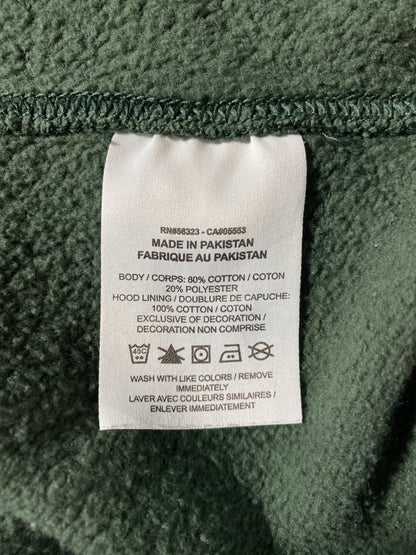 RN#56323 - CA#05553
MADE IN PAKISTAN
FABRIQUE AU PAKISTAN
BODY / CORPS: 80% COTTON / COTON
20% POLYESTER
HOOD LINING / DOUBLURE DE CAPUCHE:
100% COTTON / COTON
EXCLUSIVE OF DECORATION /
DECORATION NON COMPRISE
40C
WASH WITH LIKE COLORS / REMOVE
IMMEDIATELY
LAVER AVEC COULEURS SIMILAIRES /
ENLEVER IMMEDIATEMENT